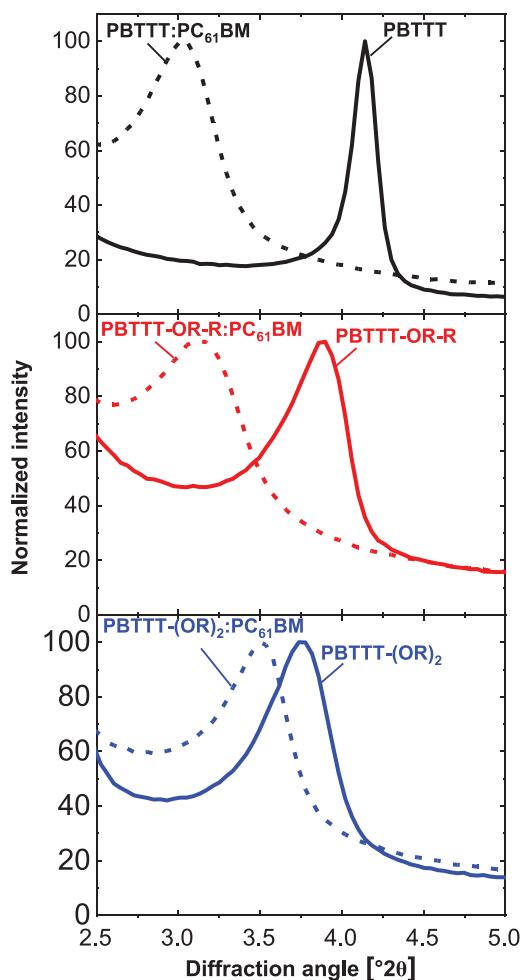 PBTTT:PC₆₁BM PBTTT
100
80
60
40
20
0
PBTTT-OR-R:PC₆₁BM
PBTTT-OR-R
100
80
60
40
20
0
PBTTT-(OR)₂:PC₆₁BM
PBTTT-(OR)₂
100
80
60
40
20
0
Normalized intensity
2.5 3.0 3.5 4.0 4.5 5.0
Diffraction angle [°2θ]